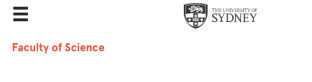 THE UNIVERSITY OF
SYDNEY
Faculty of Science